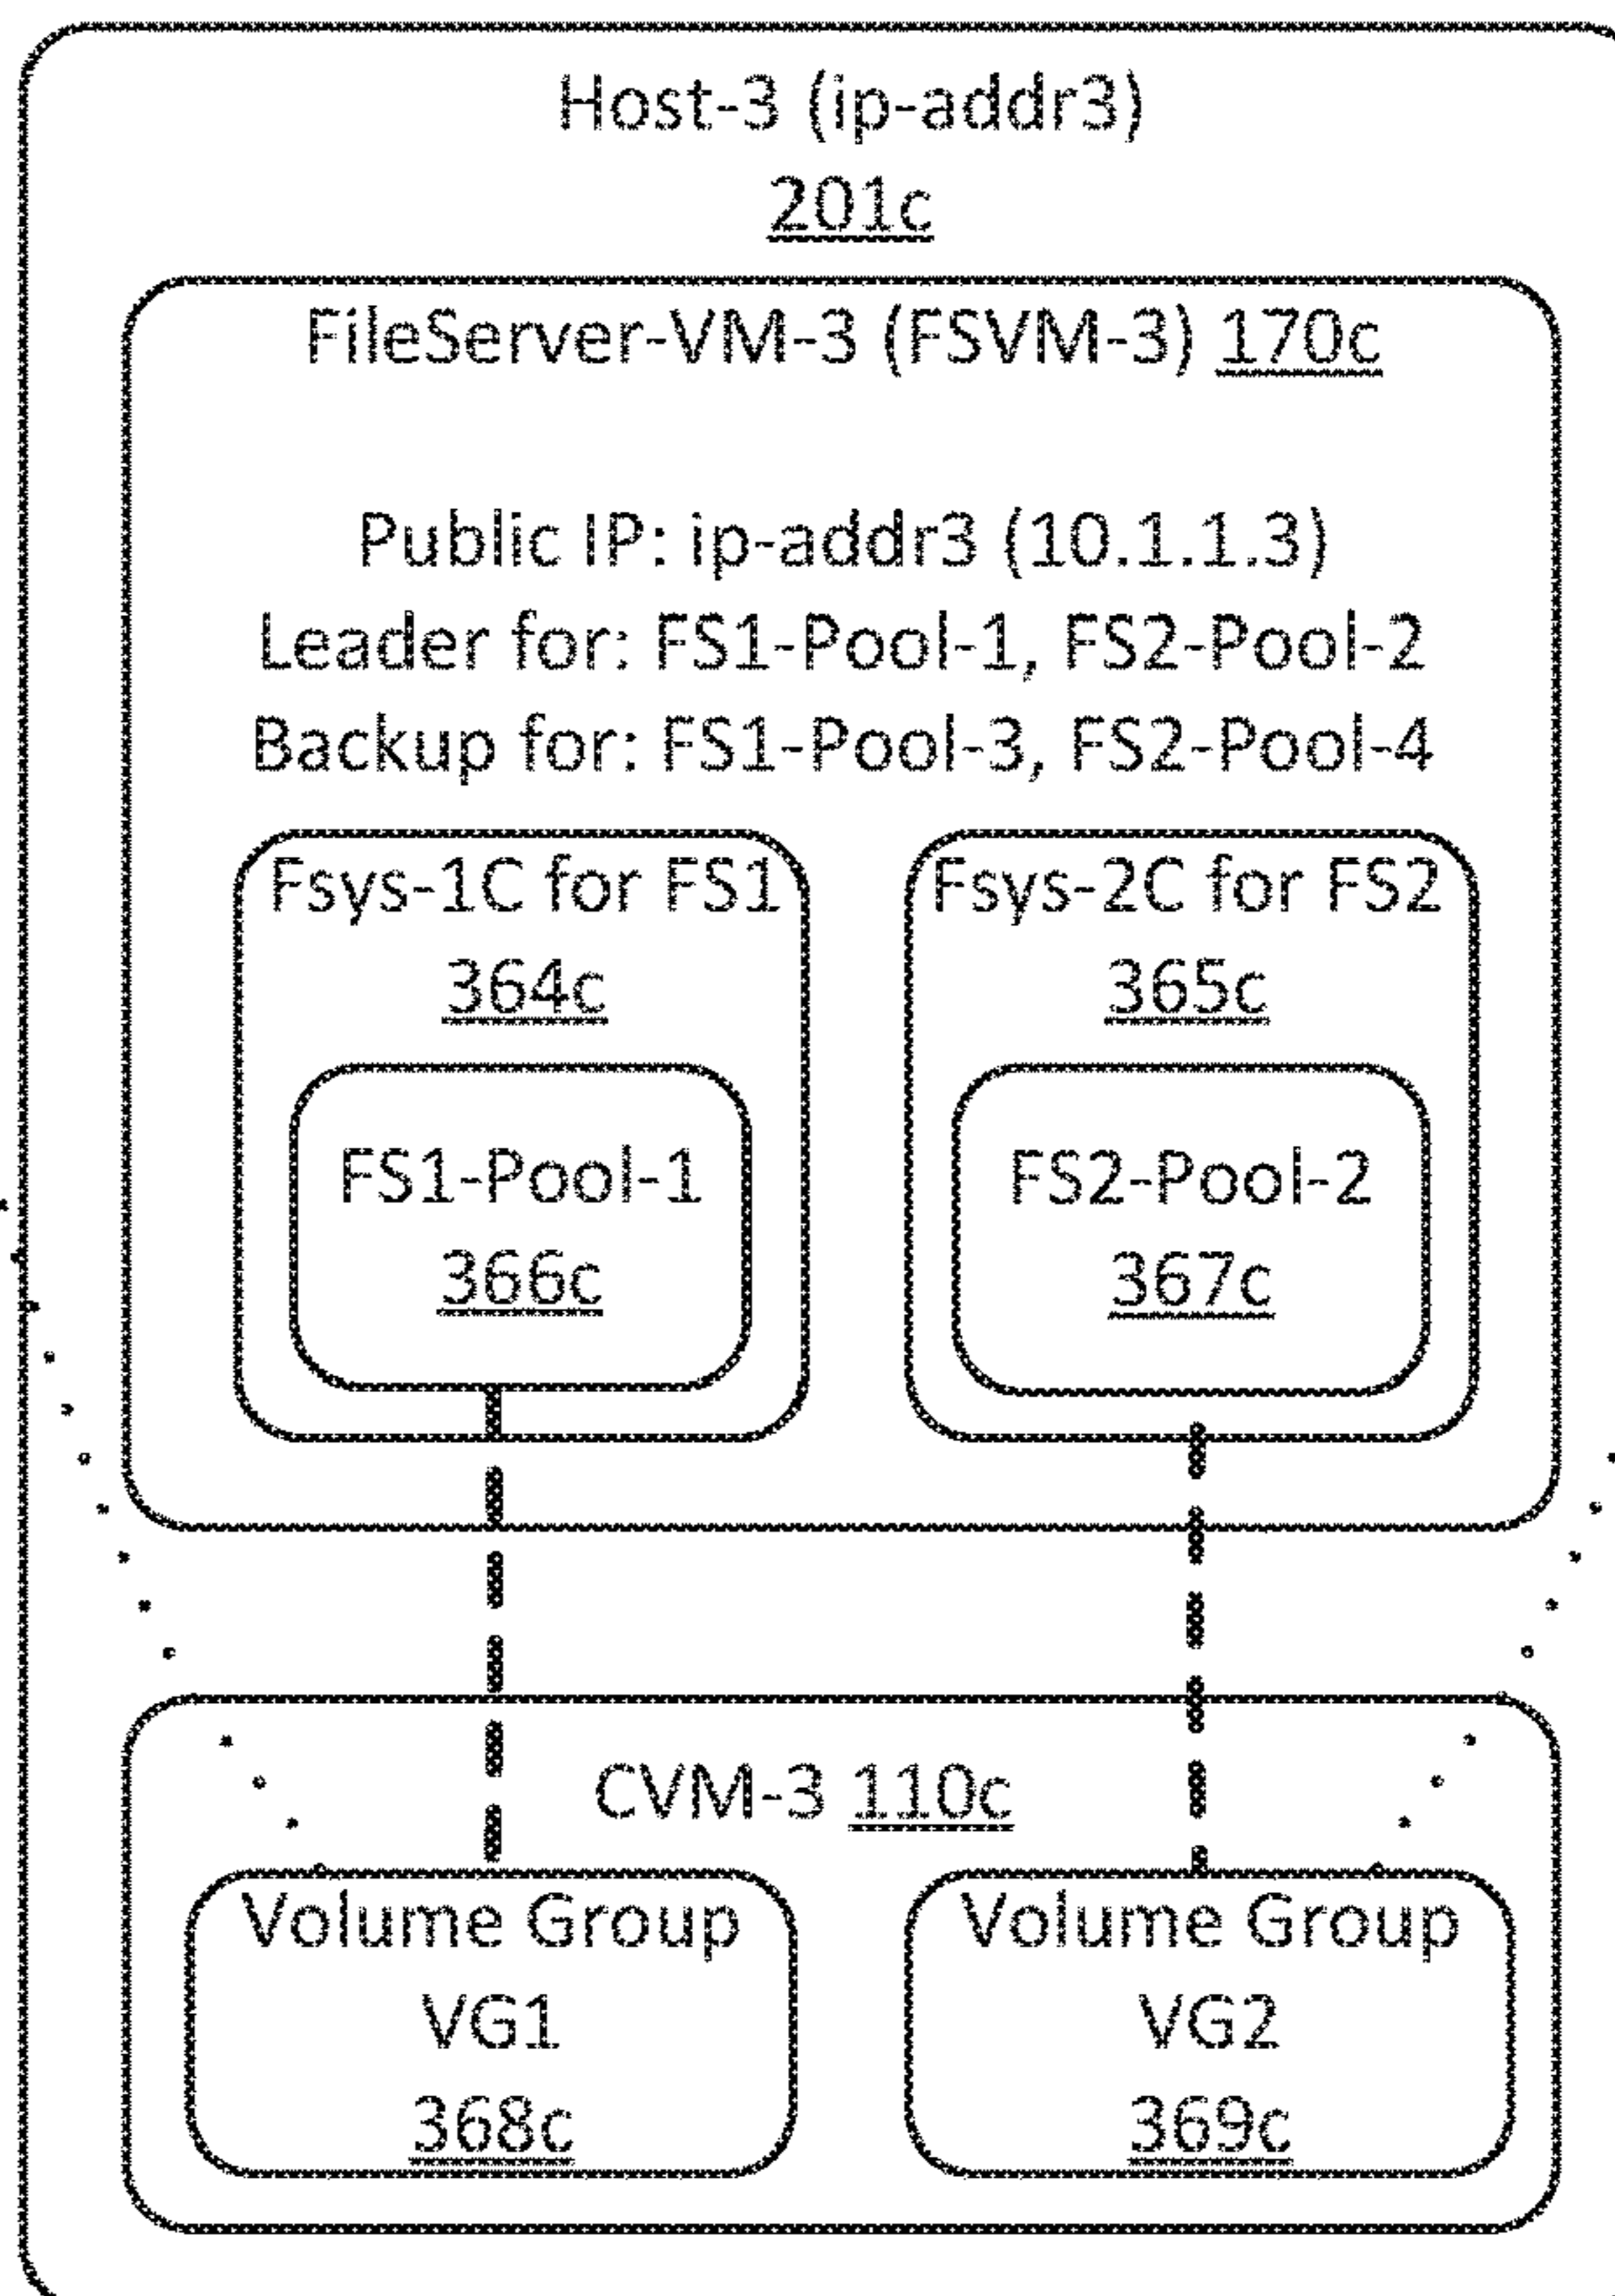 Host-3 (ip-addr3)
201c
FileServer-VM-3 (FSVM-3) 170c
Public IP: ip-addr3 (10.1.1.3)
Leader for: FS1-Pool-1, FS2-Pool-2
Backup for: FS1-Pool-3, FS2-Pool-4
Fsys-1C for FS1
364c
FS1-Pool-1
366c
Fsys-2C for FS2
365c
FS2-Pool-2
367c
CVM-3 110c
Volume Group
VG1
368c
Volume Group
VG2
369c